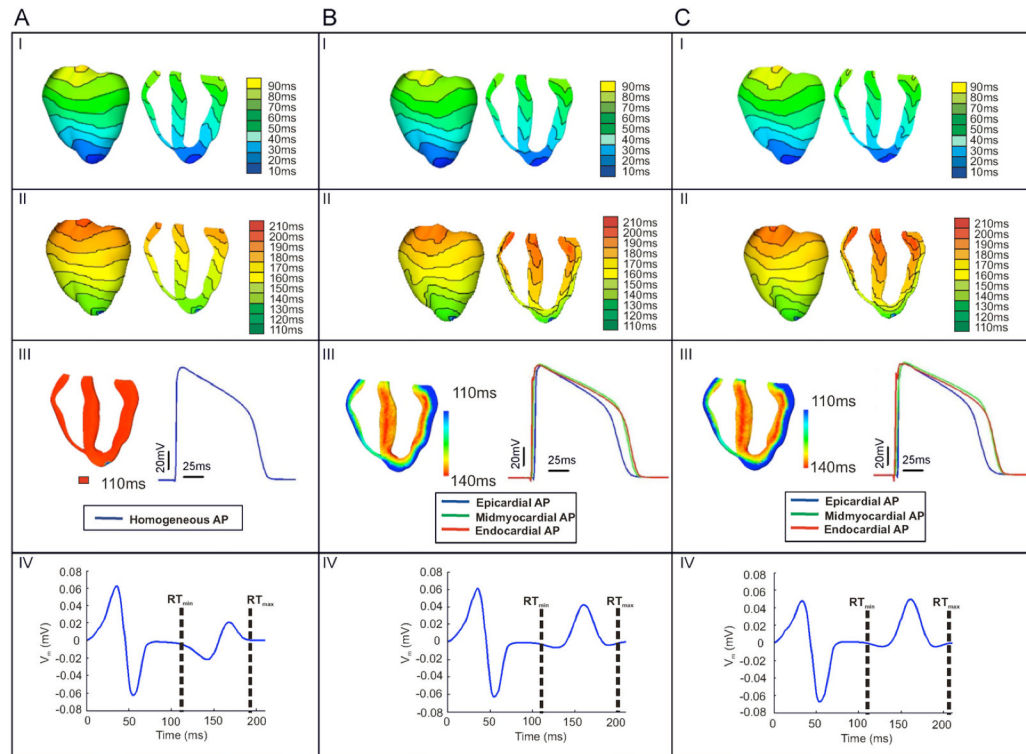 A
B
C
I
90ms
80ms
70ms
60ms
50ms
40ms
30ms
20ms
10ms
I
90ms
80ms
70ms
60ms
50ms
40ms
30ms
20ms
10ms
I
90ms
80ms
70ms
60ms
50ms
40ms
30ms
20ms
10ms
II
210ms
200ms
190ms
180ms
170ms
160ms
150ms
140ms
130ms
120ms
110ms
II
210ms
200ms
190ms
180ms
170ms
160ms
150ms
140ms
130ms
120ms
110ms
II
210ms
200ms
190ms
180ms
170ms
160ms
150ms
140ms
130ms
120ms
110ms
III
20mV
25ms
110ms
Homogeneous AP
III
110ms
140ms
20mV
25ms
Epicardial AP
Midmyocardial AP
Endocardial AP
III
110ms
140ms
20mV
25ms
Epicardial AP
Midmyocardial AP
Endocardial AP
IV
0.08
0.06
0.04
0.02
0
-0.02
-0.04
-0.06
-0.08
Vm (mV)
RTmin
RTmax
0 50 100 150 200
Time (ms)
IV
0.08
0.06
0.04
0.02
0
-0.02
-0.04
-0.06
-0.08
Vm (mV)
RTmin
RTmax
0 50 100 150 200
Time (ms)
IV
0.08
0.06
0.04
0.02
0
-0.02
-0.04
-0.06
-0.08
Vm (mV)
RTmin
RTmax
0 50 100 150 200
Time (ms)